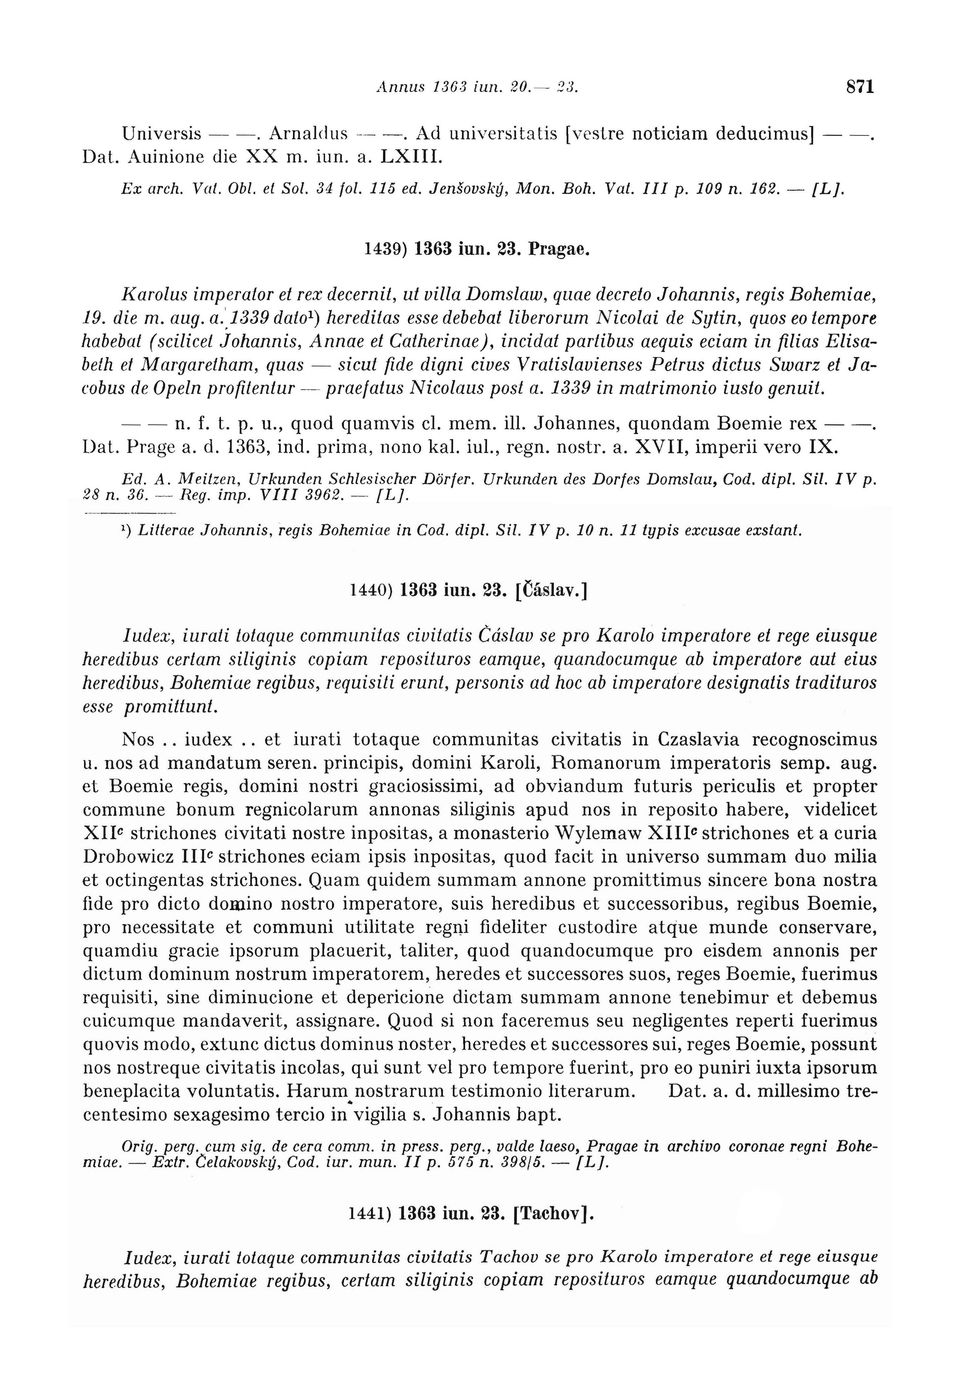 Annus 1363 iun. 20.— 23. 871
Universis — —. Arnaldus — —. Ad universitatis [vestre noticiam deducimus] — —.
Dat. Auinione die XX m. iun. a. LXIII.
Ex arch. Vat. Obl. et Sol. 34 fol. 115 ed. Jenšovský, Mon. Boh. Vat. III p. 109 n. 162. — [L].
1439) 1363 iun. 23. Pragae.
Karolus imperator et rex decernit, ut villa Domslaw, quae decreto Johannis, regis Bohemiae,
19. die m. aug. a. 1339 dato¹) hereditas esse debebat liberorum Nicolai de Sytin, quos eo tempore
habebat (scilicet Johannis, Annae et Catherinae), incidat partibus aequis eciam in filias Elisa-
beth et Margaretham, quas — sicut fide digni cives Vratislavienses Petrus dictus Swarz et Ja-
cobus de Opeln profitentur — praefatus Nicolaus post a. 1339 in matrimonio iusto genuit.
— — n. f. t. p. u., quod quamvis cl. mem. ill. Johannes, quondam Boemie rex — —.
Dat. Prage a. d. 1363, ind. prima, nono kal. iul., regn. nostr. a. XVII, imperii vero IX.
Ed. A. Meitzen, Urkunden Schlesischer Dörfer. Urkunden des Dorfes Domslau, Cod. dipl. Sil. IV p.
28 n. 36. — Reg. imp. VIII 3962. — [L].
¹) Litterae Johannis, regis Bohemiae in Cod. dipl. Sil. IV p. 10 n. 11 typis excusae exstant.
1440) 1363 iun. 23. [Čáslav.]
Iudex, iurati totaque communitas civitatis Čáslav se pro Karolo imperatore et rege eiusque
heredibus certam siliginis copiam reposituros eamque, quandocumque ab imperatore aut eius
heredibus, Bohemiae regibus, requisiti erunt, personis ad hoc ab imperatore designatis tradituros
esse promittunt.
Nos . . iudex . . et iurati totaque communitas civitatis in Czaslavia recognoscimus
u. nos ad mandatum seren. principis, domini Karoli, Romanorum imperatoris semp. aug.
et Boemie regis, domini nostri graciosissimi, ad obviandum futuris periculis et propter
commune bonum regnicolarum annonas siliginis apud nos in reposito habere, videlicet
XIIᶜ strichones civitati nostre inpositas, a monasterio Wylemaw XIIIᶜ strichones et a curia
Drobowicz IIIᶜ strichones eciam ipsis inpositas, quod facit in universo summam duo milia
et octingentas strichones. Quam quidem summam annone promittimus sincere bona nostra
fide pro dicto domino nostro imperatore, suis heredibus et successoribus, regibus Boemie,
pro necessitate et communi utilitate regni fideliter custodire atque munde conservare,
quamdiu gracie ipsorum placuerit, taliter, quod quandocumque pro eisdem annonis per
dictum dominum nostrum imperatorem, heredes et successores suos, reges Boemie, fuerimus
requisiti, sine diminucione et depericione dictam summam annone tenebimur et debemus
cuicumque mandaverit, assignare. Quod si non faceremus seu negligentes reperti fuerimus
quovis modo, extunc dictus dominus noster, heredes et successores sui, reges Boemie, possunt
nos nostreque civitatis incolas, qui sunt vel pro tempore fuerint, pro eo puniri iuxta ipsorum
beneplacita voluntatis. Harum nostrarum testimonio literarum. Dat. a. d. millesimo tre-
centesimo sexagesimo tercio in vigilia s. Johannis bapt.
Orig. perg. cum sig. de cera comm. in press. perg., valde laeso, Pragae in archivo coronae regni Bohe-
miae. — Extr. Čelakovský, Cod. iur. mun. II p. 575 n. 398/5. — [L].
1441) 1363 iun. 23. [Tachov].
Iudex, iurati totaque communitas civitatis Tachov se pro Karolo imperatore et rege eiusque
heredibus, Bohemiae regibus, certam siliginis copiam reposituros eamque quandocumque ab